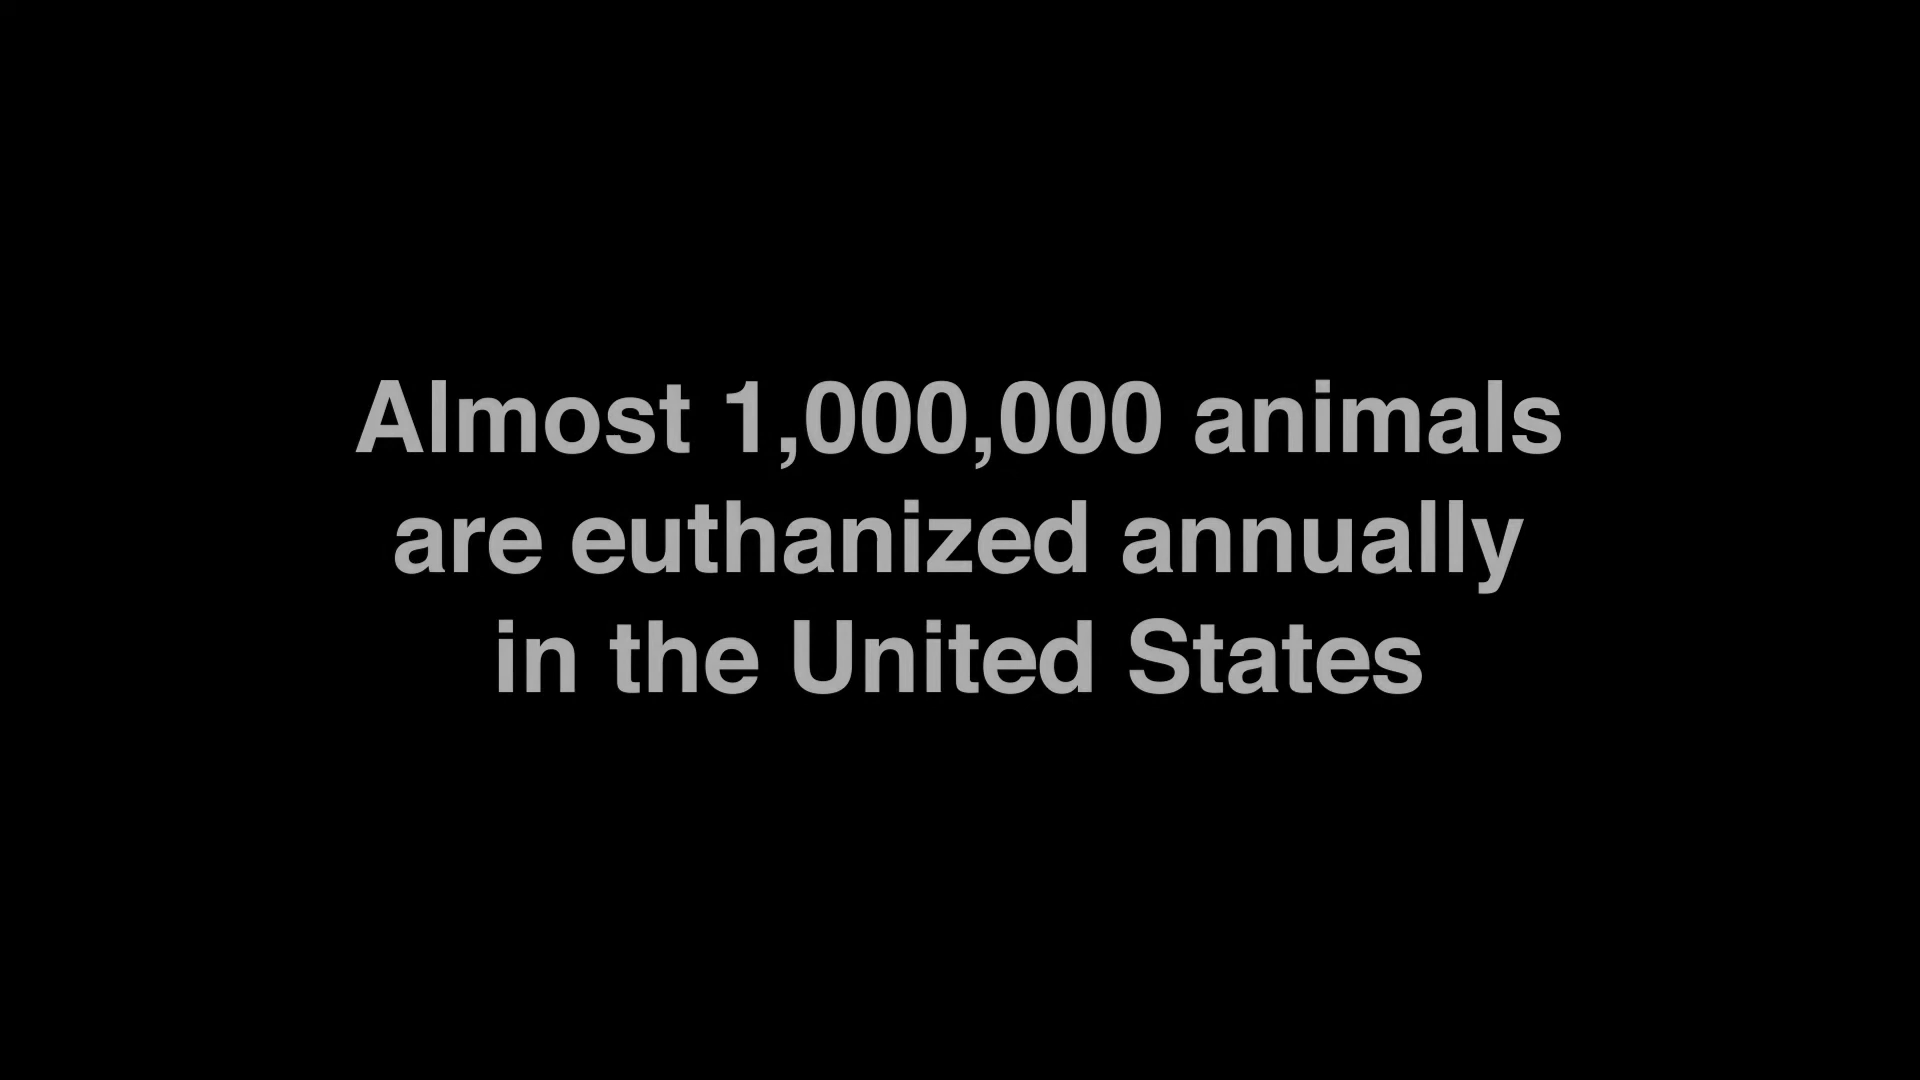 Almost 1,000,000 animals
are euthanized annually
in the United States